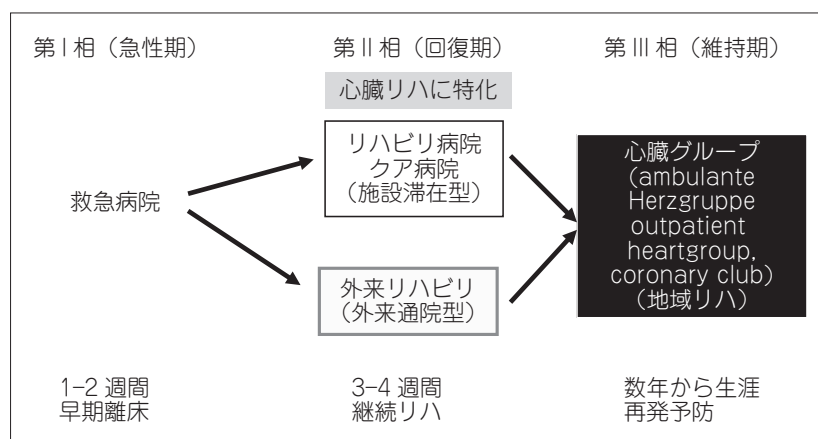 第Ⅰ相（急性期）
第Ⅱ相（回復期）
第Ⅲ相（維持期）
心臓リハに特化
リハビリ病院
クア病院
（施設滞在型）
救急病院
外来リハビリ
（外来通院型）
心臓グループ
(ambulante
Herzgruppe
outpatient
heartgroup,
coronary club)
（地域リハ）
1−2 週間
早期離床
3−4 週間
継続リハ
数年から生涯
再発予防